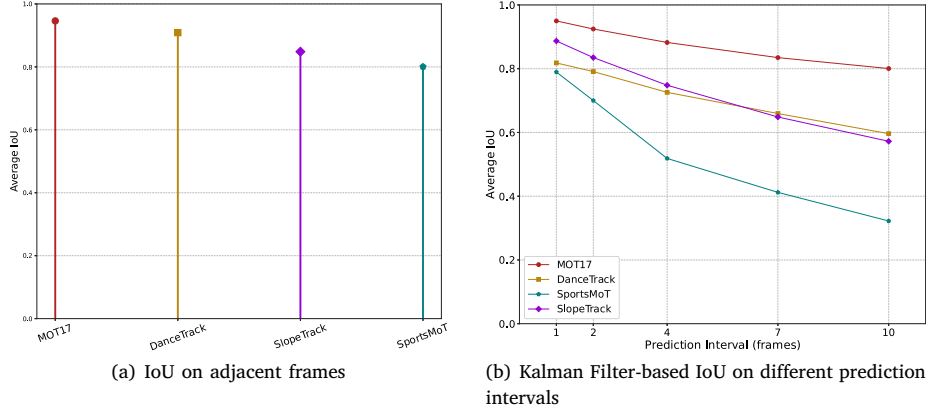 1.0
0.8
0.6
0.4
0.2
0.0
Average IoU
MOT17
DanceTrack
SlopeTrack
SportsMoT
(a) IoU on adjacent frames
1.0
0.8
0.6
0.4
0.2
0.0
Average IoU
MOT17
DanceTrack
SportsMoT
SlopeTrack
1 2 4 7 10
Prediction Interval (frames)
(b) Kalman Filter-based IoU on different prediction
intervals